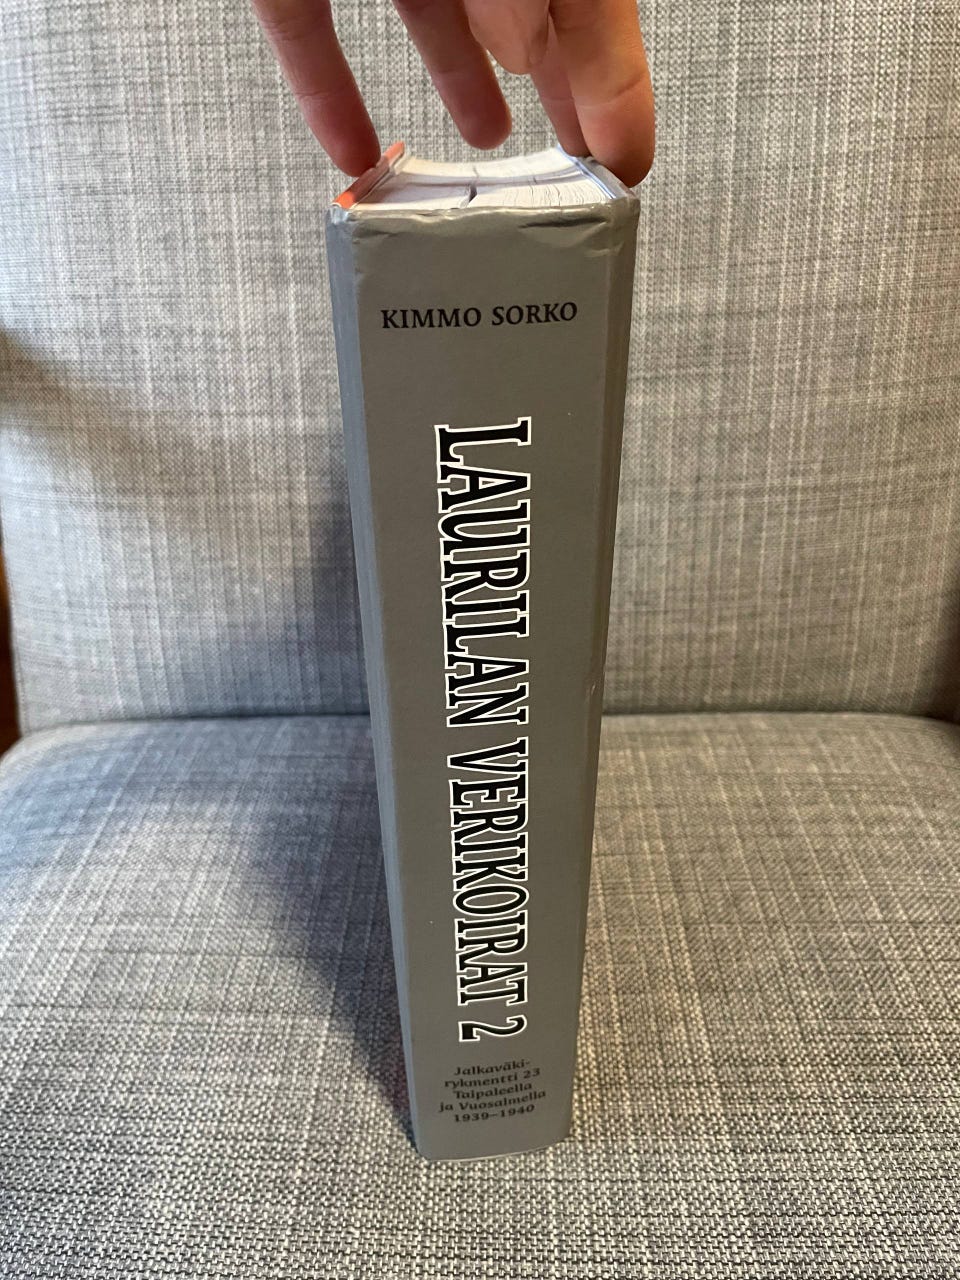 KIMMO SORKO
LAURILAN VERIKOIRAT 2
Jalkaväki-
rykmentti 23
Taipaleella
ja Vuosalmella
1939–1940